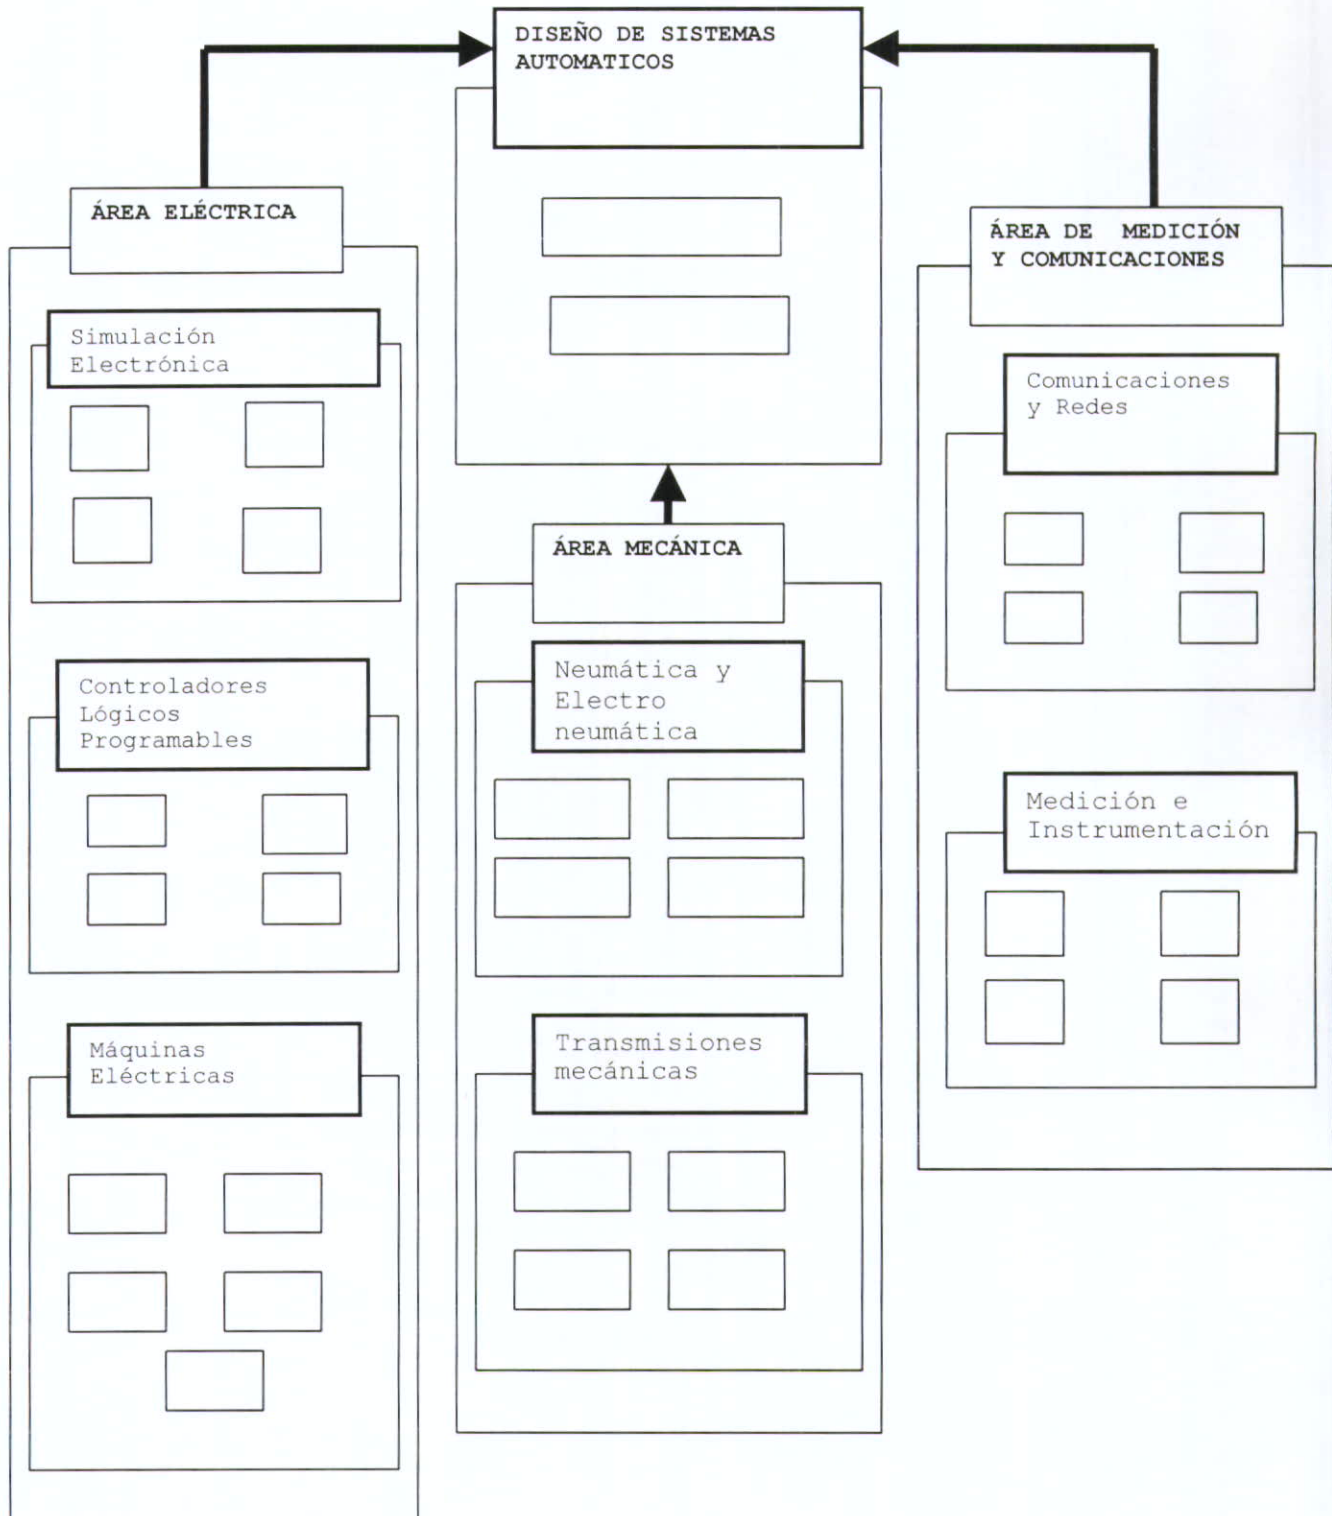 DISEÑO DE SISTEMAS
AUTOMATICOS
ÁREA ELÉCTRICA
Simulación
Electrónica
Controladores
Lógicos
Programables
Máquinas
Eléctricas
ÁREA MECÁNICA
Neumática y
Electro
neumática
Transmisiones
mecánicas
ÁREA DE MEDICIÓN
Y COMUNICACIONES
Comunicaciones
y Redes
Medición e
Instrumentación